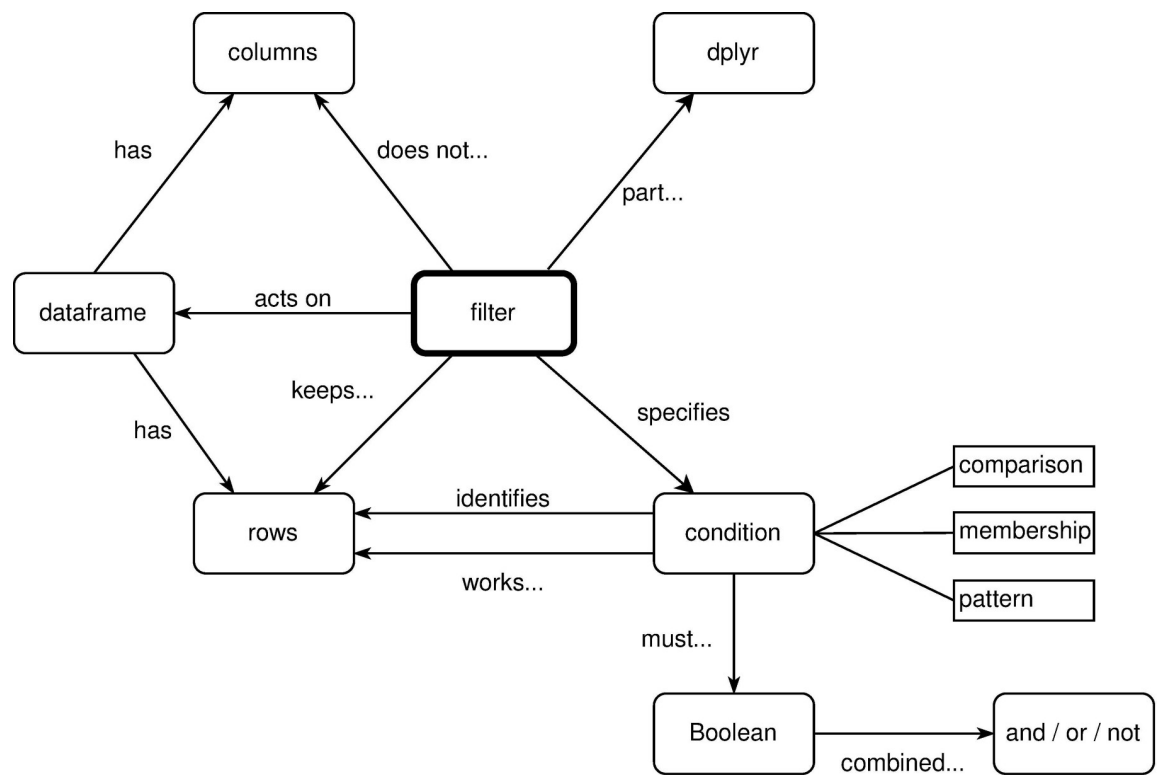 columns
dplyr
has
does not...
part...
dataframe
acts on
filter
keeps...
specifies
has
comparison
identifies
rows
condition
membership
works...
pattern
must...
Boolean
and / or / not
combined...